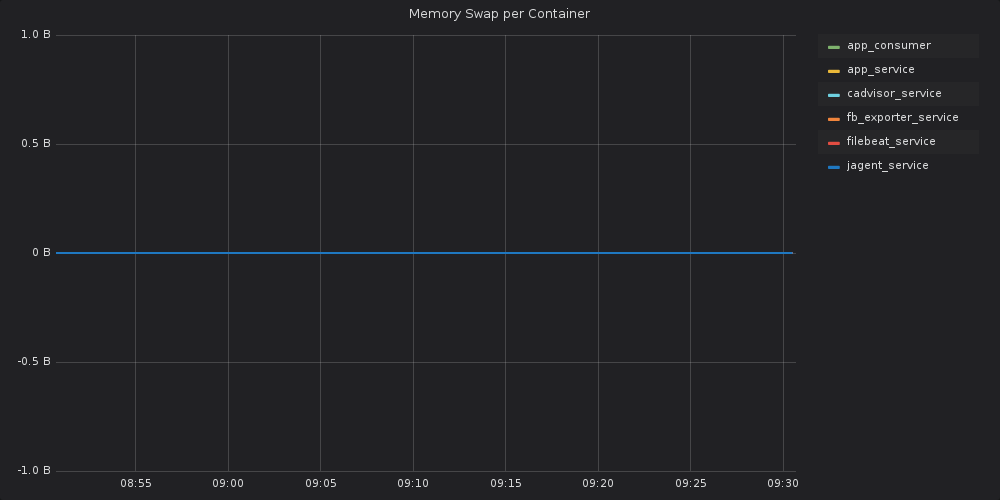 Memory Swap per Container
1.0 B
0.5 B
0 B
-0.5 B
-1.0 B
08:55 09:00 09:05 09:10 09:15 09:20 09:25 09:30
app_consumer
app_service
cadvisor_service
fb_exporter_service
filebeat_service
jagent_service